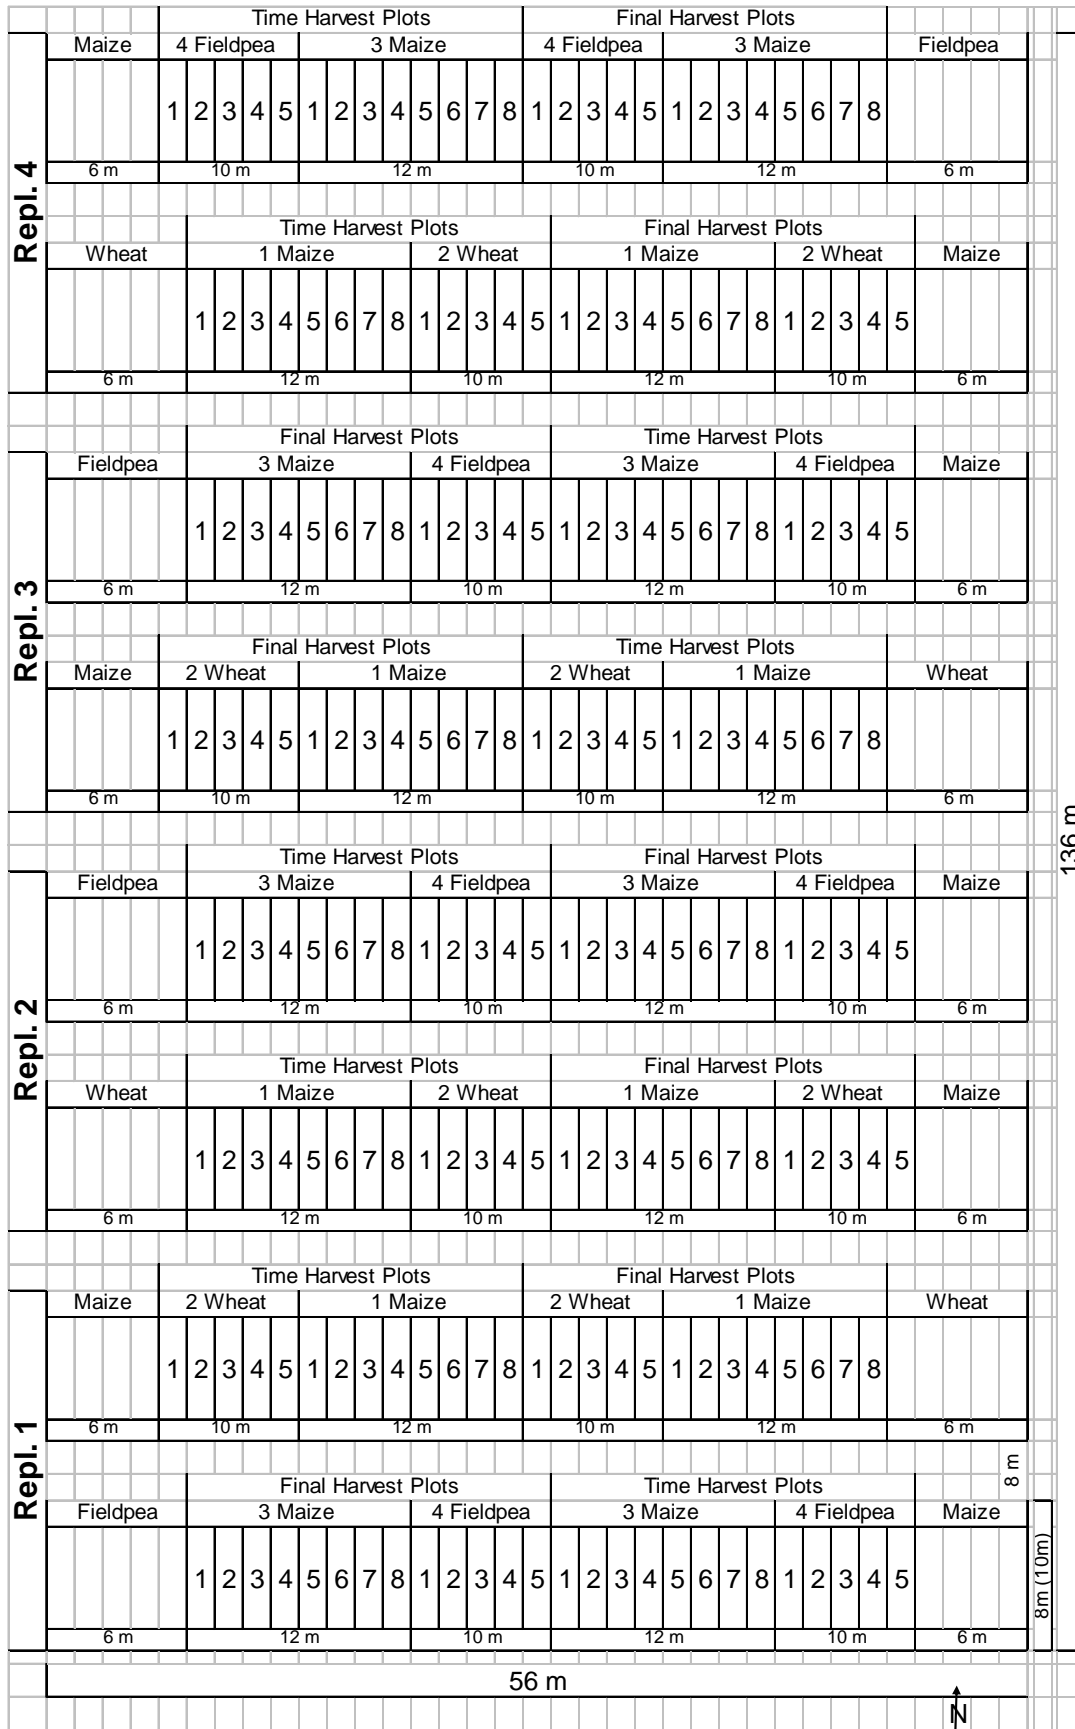 Time Harvest Plots Final Harvest Plots
Maize 4 Fieldpea 3 Maize 4 Fieldpea 3 Maize Fieldpea
1 2 3 4 5 1 2 3 4 5 6 7 8 1 2 3 4 5 1 2 3 4 5 6 7 8
6 m 10 m 12 m 10 m 12 m 6 m
Repl. 4
Time Harvest Plots Final Harvest Plots
Wheat 1 Maize 2 Wheat 1 Maize 2 Wheat Maize
1 2 3 4 5 6 7 8 1 2 3 4 5 1 2 3 4 5 6 7 8 1 2 3 4 5
6 m 12 m 10 m 12 m 10 m 6 m
Final Harvest Plots Time Harvest Plots
Fieldpea 3 Maize 4 Fieldpea 3 Maize 4 Fieldpea Maize
1 2 3 4 5 6 7 8 1 2 3 4 5 1 2 3 4 5 6 7 8 1 2 3 4 5
6 m 12 m 10 m 12 m 10 m 6 m
Repl. 3
Final Harvest Plots Time Harvest Plots
Maize 2 Wheat 1 Maize 2 Wheat 1 Maize Wheat
1 2 3 4 5 1 2 3 4 5 6 7 8 1 2 3 4 5 1 2 3 4 5 6 7 8
6 m 10 m 12 m 10 m 12 m 6 m
136 m
Time Harvest Plots Final Harvest Plots
Fieldpea 3 Maize 4 Fieldpea 3 Maize 4 Fieldpea Maize
1 2 3 4 5 6 7 8 1 2 3 4 5 1 2 3 4 5 6 7 8 1 2 3 4 5
6 m 12 m 10 m 12 m 10 m 6 m
Repl. 2
Time Harvest Plots Final Harvest Plots
Wheat 1 Maize 2 Wheat 1 Maize 2 Wheat Maize
1 2 3 4 5 6 7 8 1 2 3 4 5 1 2 3 4 5 6 7 8 1 2 3 4 5
6 m 12 m 10 m 12 m 10 m 6 m
Time Harvest Plots Final Harvest Plots
Maize 2 Wheat 1 Maize 2 Wheat 1 Maize Wheat
1 2 3 4 5 1 2 3 4 5 6 7 8 1 2 3 4 5 1 2 3 4 5 6 7 8
6 m 10 m 12 m 10 m 12 m 6 m
Repl. 1
8 m
Final Harvest Plots Time Harvest Plots
Fieldpea 3 Maize 4 Fieldpea 3 Maize 4 Fieldpea Maize
1 2 3 4 5 6 7 8 1 2 3 4 5 1 2 3 4 5 6 7 8 1 2 3 4 5
8m (10m)
6 m 12 m 10 m 12 m 10 m 6 m
56 m
N